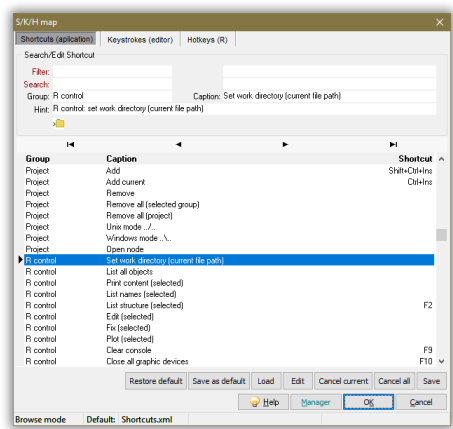 S/K/H map
Shortcuts (aplication) Keystrokes (editor) Hotkeys (R)
Search/Edit Shortcut
Filter:
Search:
Group: R control Caption: Set work directory (current file path)
Hint: R control: set work directory (current file path)
Group Caption Shortcut
Project Add Shift+Ctrl+Ins
Project Add current Ctrl+Ins
Project Remove
Project Remove all (selected group)
Project Remove all (project)
Project Unix mode ../..
Project Windows mode ..\..
Project Open node
R control Set work directory (current file path)
R control List all objects
R control Print content (selected)
R control List names (selected)
R control List structure (selected) F2
R control Edit (selected)
R control Fix (selected)
R control Plot (selected)
R control Clear console F9
R control Close all graphic devices F10
Restore default Save as default Load Edit Cancel current Cancel all Save
Help Manager OK Cancel
Browse mode Default: Shortcuts.xml